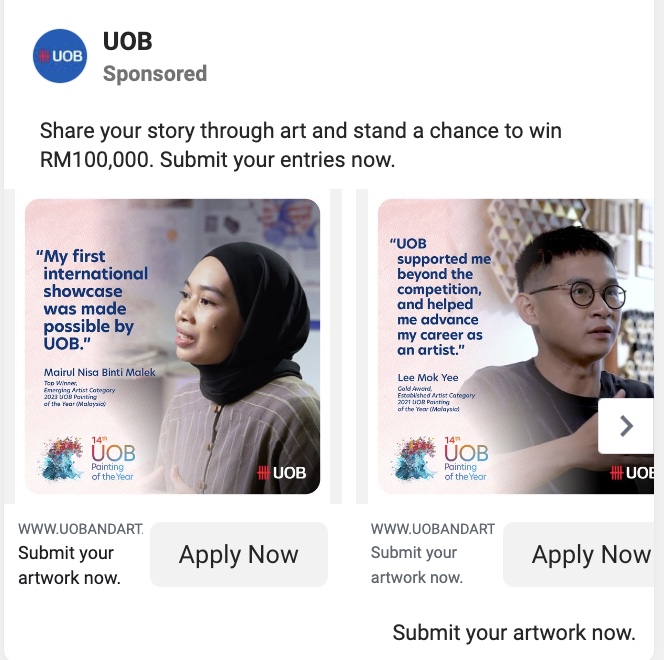 UOB
UOB
Sponsored
Share your story through art and stand a chance to win
RM100,000. Submit your entries now.
“My first
international
showcase
was made
possible by
UOB.”
Mairul Nisa Binti Malek
Top Winner,
Emerging Artist Category
2023 UOB Painting
of the Year (Malaysia)
14th
UOB
Painting
of the Year
UOB
“UOB
supported me
beyond the
competition,
and helped
me advance
my career as
an artist.”
Lee Mok Yee
Gold Award,
Established Artist Category
2021 UOB Painting
of the Year (Malaysia)
14th
UOB
Painting
of the Year
UOB
WWW.UOBANDART.
Submit your
artwork now.
Apply Now
WWW.UOBANDART
Submit your
artwork now.
Apply Now
Submit your artwork now.